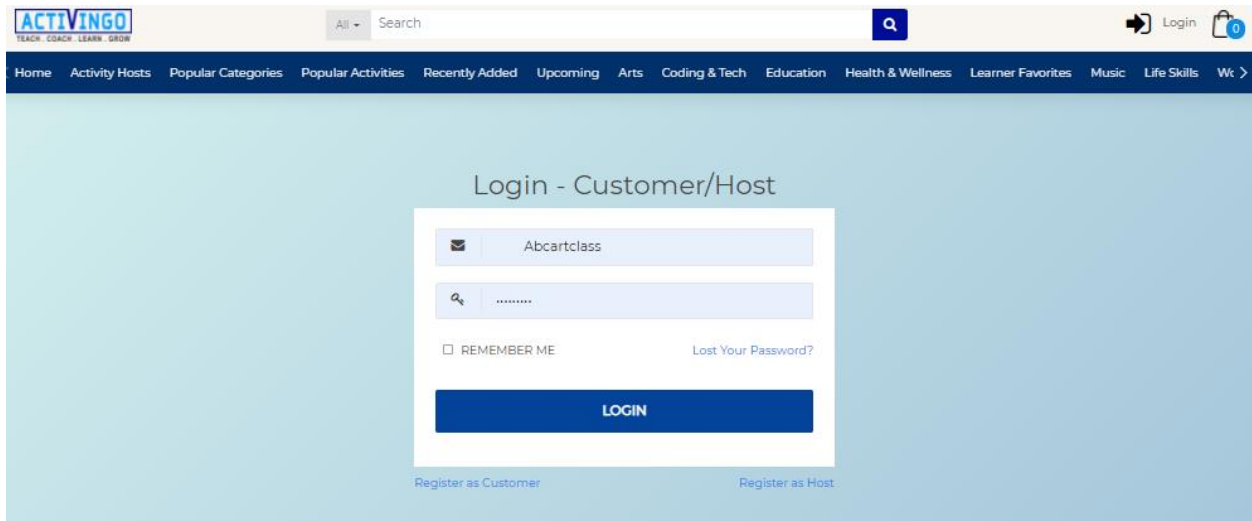 ACTIVINGO
TEACH . COACH . LEARN . GROW
All Search
Login 0
Home Activity Hosts Popular Categories Popular Activities Recently Added Upcoming Arts Coding & Tech Education Health & Wellness Learner Favorites Music Life Skills
Login - Customer/Host
Abcartclass
.........
REMEMBER ME Lost Your Password?
LOGIN
Register as Customer Register as Host